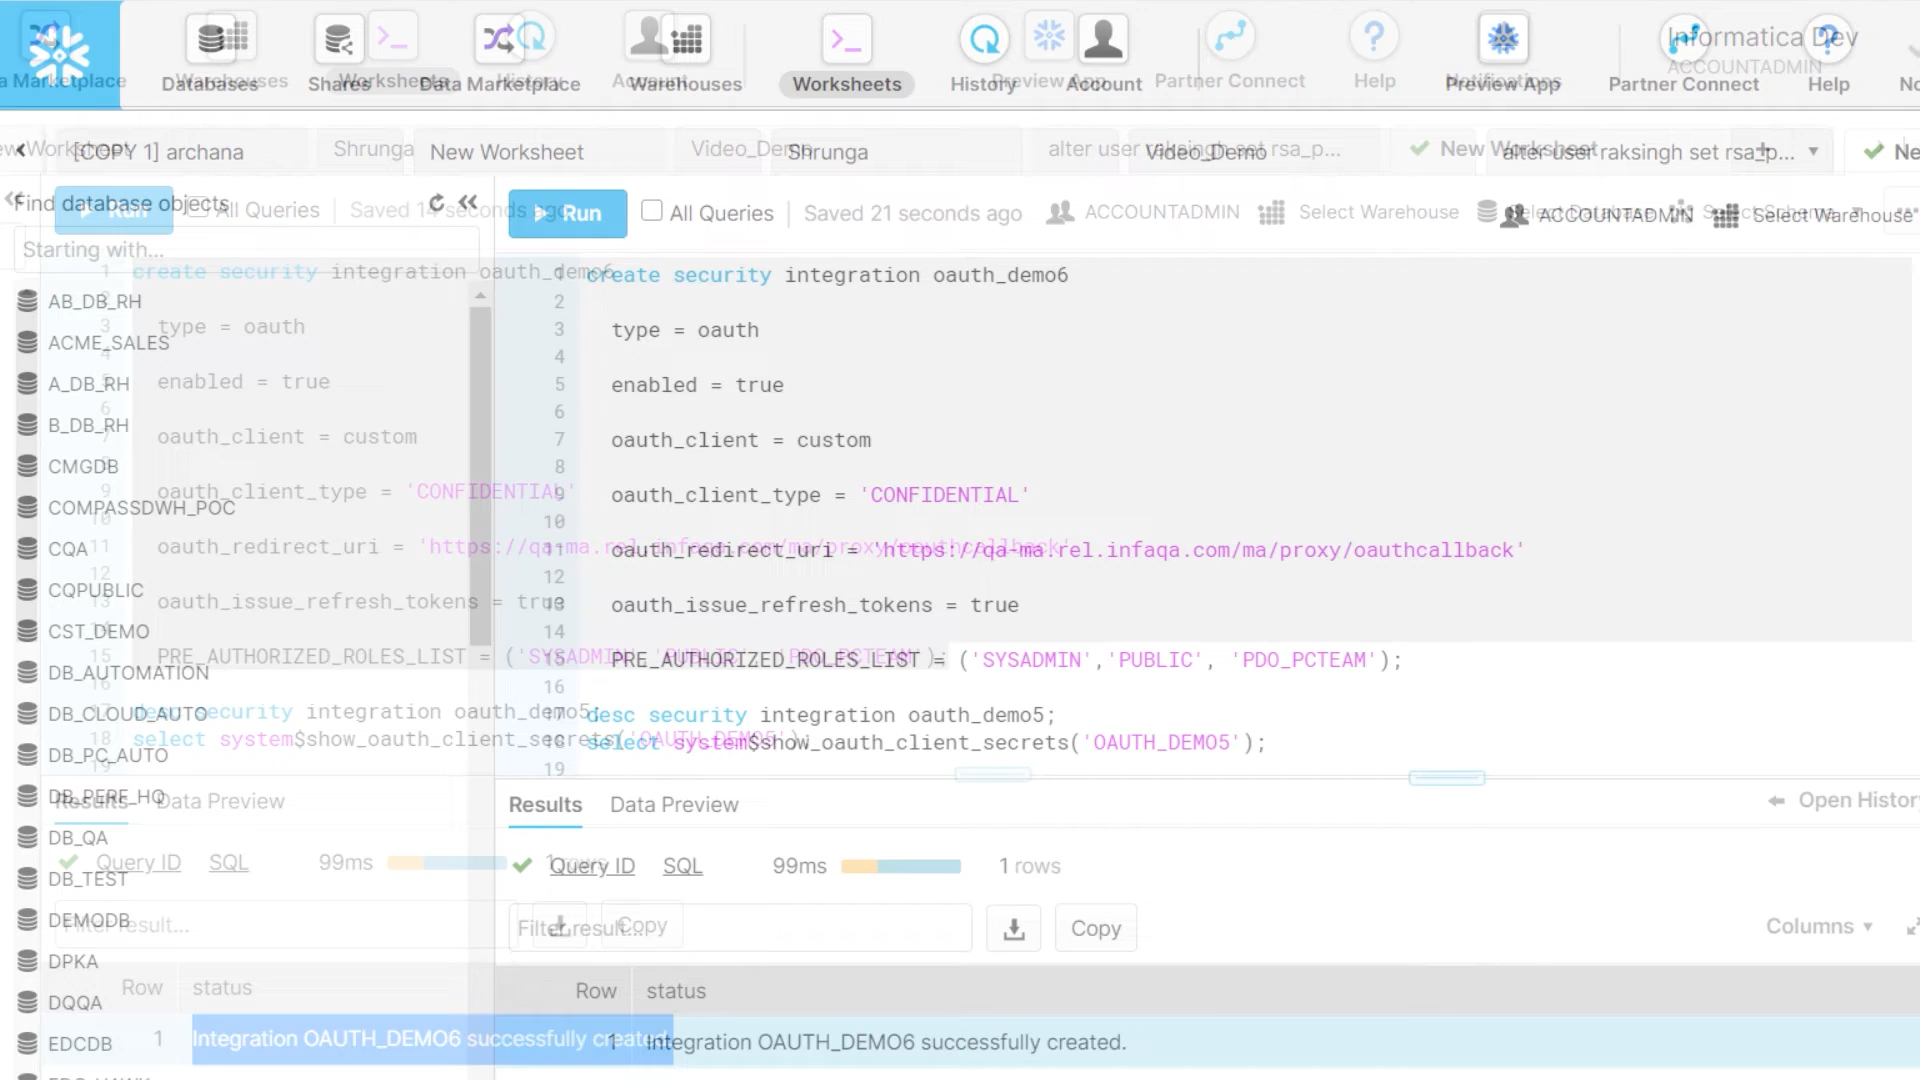 Informatica Dev
ACCOUNTADMIN
Databases
Shares
Data Marketplace
Warehouses
Worksheets
History
Account
Preview App
Partner Connect
Help
[COPY 1] archana
New Worksheet
Shrunga
Video_Demo
alter user raksingh set rsa_p...
Find database objects
Starting with...
Run
All Queries
Saved 21 seconds ago
ACCOUNTADMIN
Select Warehouse
AB_DB_RH
ACME_SALES
A_DB_RH
B_DB_RH
CMGDB
COMPASSDWH_POC
CQA
CQPUBLIC
CST_DEMO
DB_AUTOMATION
DB_CLOUD_AUTO
DB_PC_AUTO
DB_PERF_HQ
DB_QA
DB_TEST
DEMODB
DPKA
DQQA
EDCDB
1 create security integration oauth_demo6
2
3 type = oauth
4
5 enabled = true
6
7 oauth_client = custom
8
9 oauth_client_type = 'CONFIDENTIAL'
10
11 oauth_redirect_uri = 'https://qa-ma.rel.infaqa.com/ma/proxy/oauthcallback'
12
13 oauth_issue_refresh_tokens = true
14
15 PRE_AUTHORIZED_ROLES_LIST = ('SYSADMIN','PUBLIC', 'PDO_PCTEAM');
16
17 desc security integration oauth_demo5;
18 select system$show_oauth_client_secrets('OAUTH_DEMO5');
19
Results
Data Preview
Open History
Query ID
SQL
99ms
1 rows
Filter result...
Copy
Columns
Row
status
1
Integration OAUTH_DEMO6 successfully created.